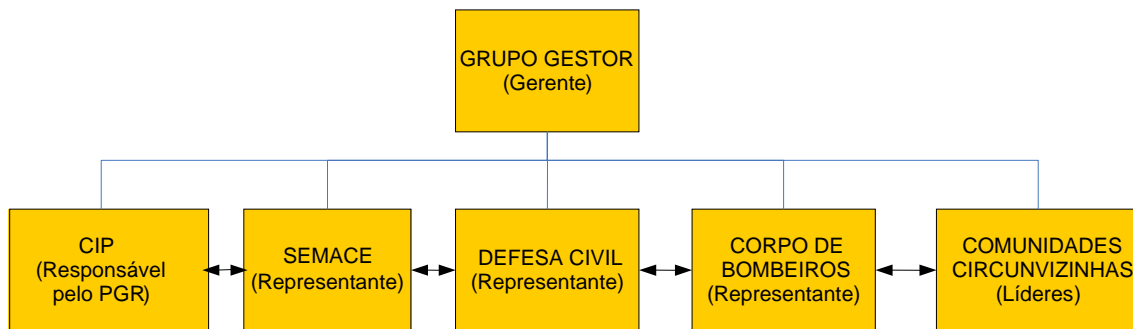 GRUPO GESTOR
(Gerente)
CIP
(Responsável
pelo PGR)
SEMACE
(Representante)
DEFESA CIVIL
(Representante)
CORPO DE
BOMBEIROS
(Representante)
COMUNIDADES
CIRCUNVIZINHAS
(Líderes)